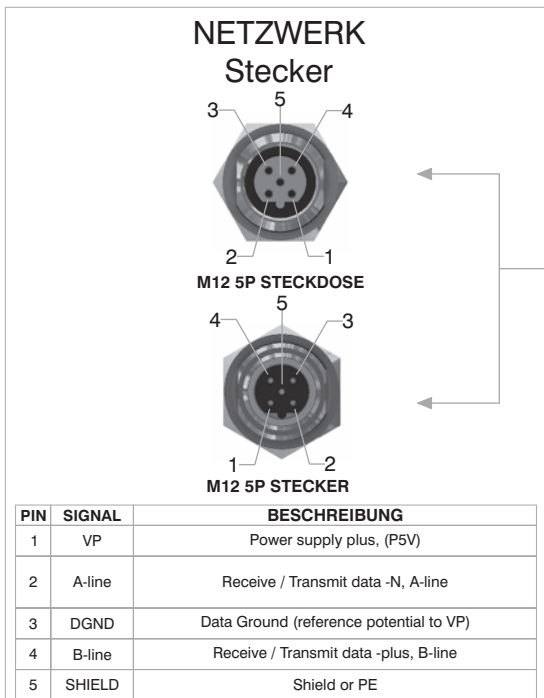 NETZWERK
Stecker
5
3 4
2 1
M12 5P STECKDOSE
5
4 3
1 2
M12 5P STECKER
PIN SIGNAL BESCHREIBUNG
1 VP Power supply plus, (P5V)
2 A-line Receive / Transmit data -N, A-line
3 DGND Data Ground (reference potential to VP)
4 B-line Receive / Transmit data -plus, B-line
5 SHIELD Shield or PE